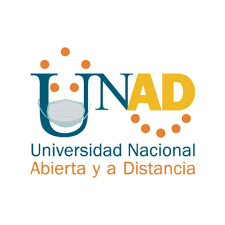 UNAD
Universidad Nacional
Abierta y a Distancia